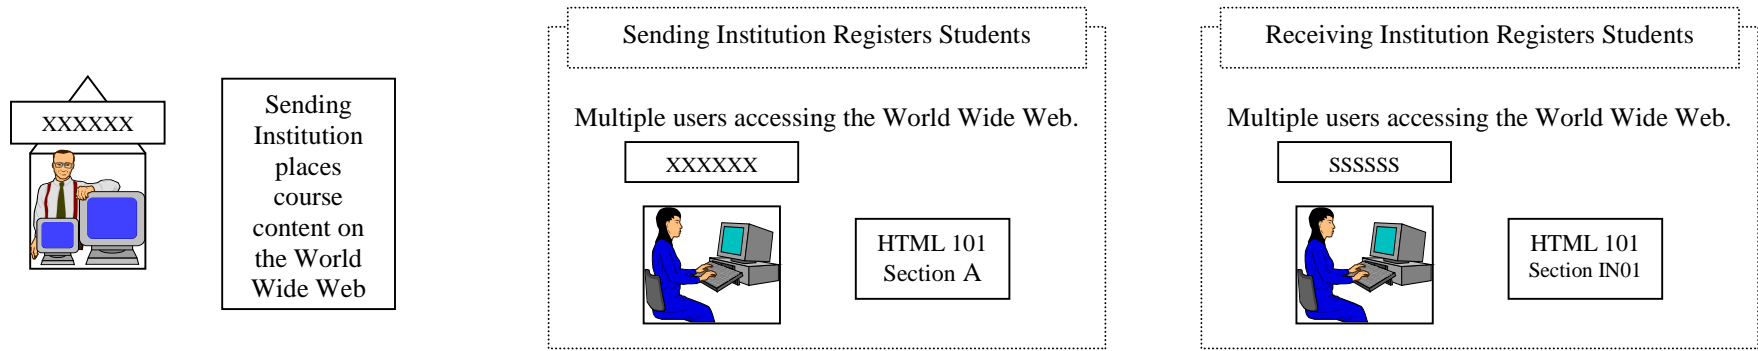 XXXXXX
Sending
Institution
places
course
content on
the World
Wide Web
Sending Institution Registers Students
Multiple users accessing the World Wide Web.
XXXXXX
HTML 101
Section A
Receiving Institution Registers Students
Multiple users accessing the World Wide Web.
SSSSSS
HTML 101
Section IN01